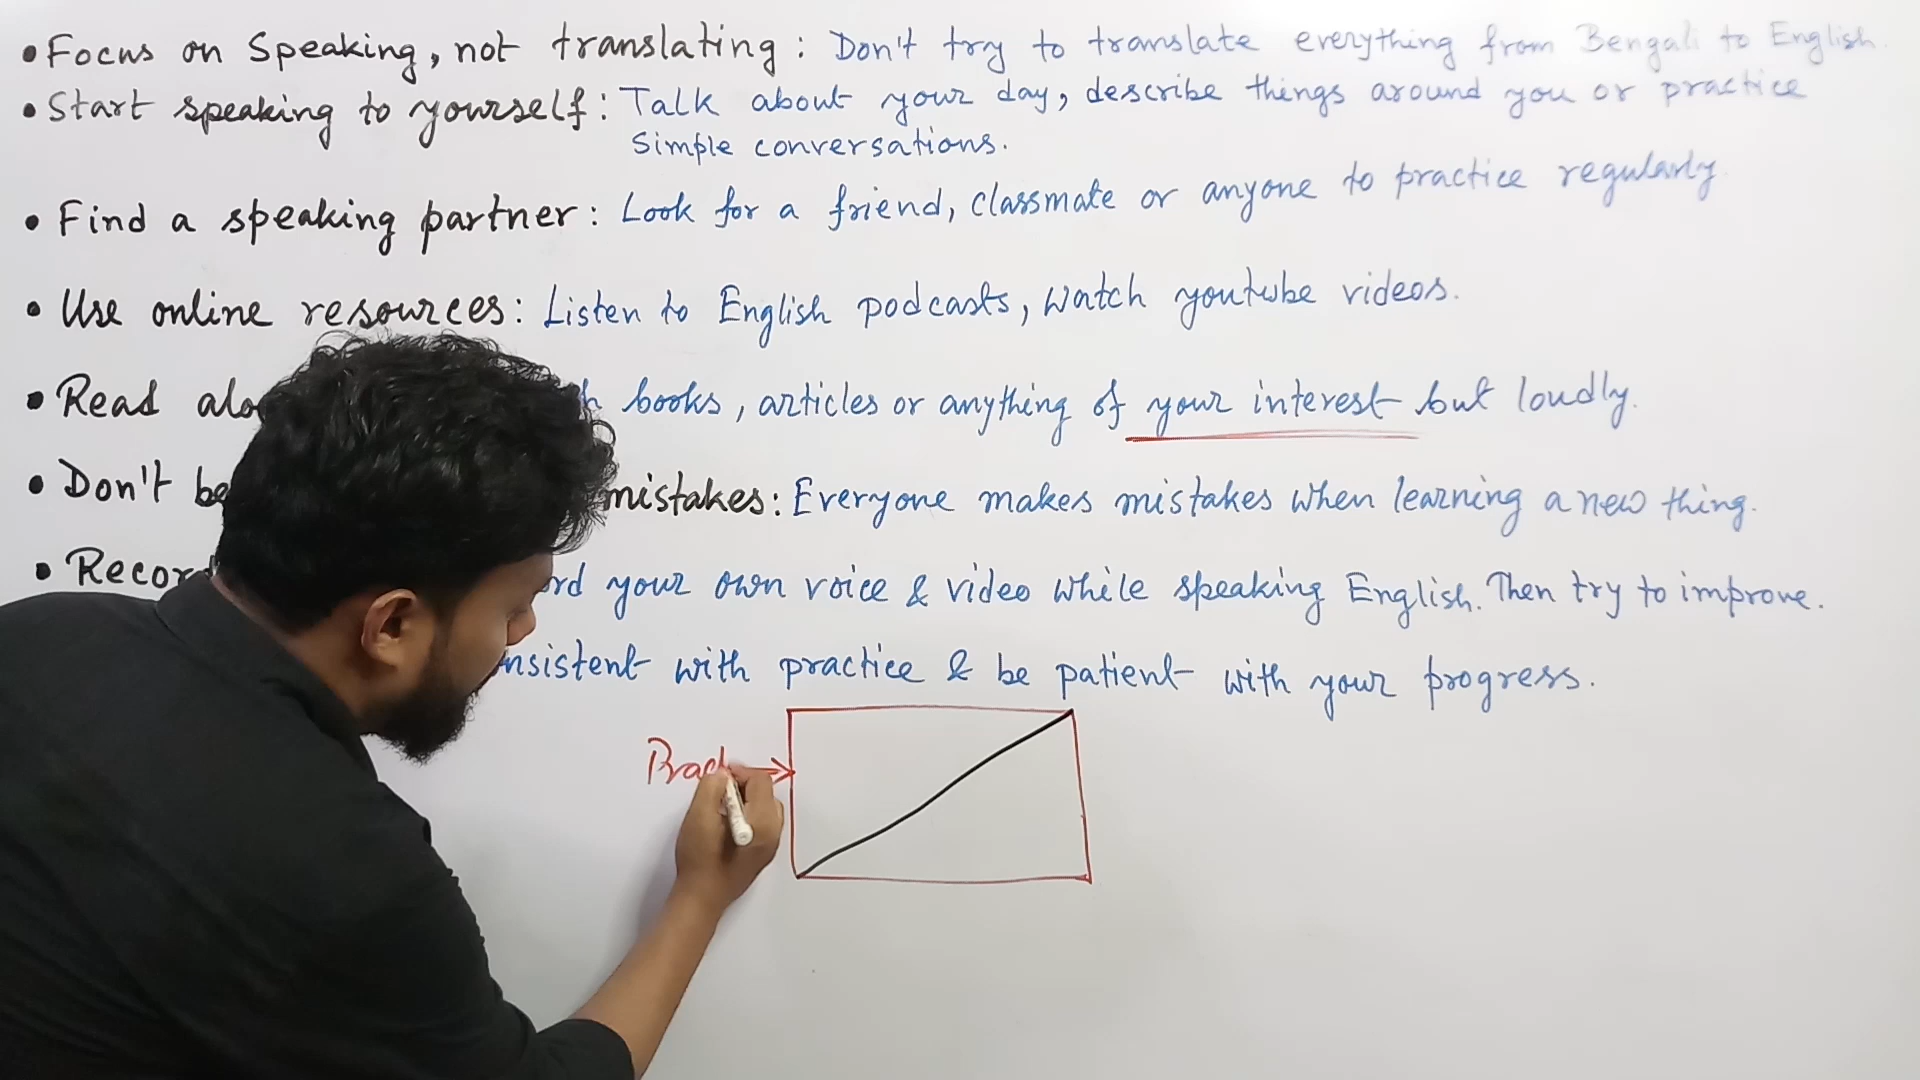 • Focus on Speaking, not translating: Don't try to translate everything from Bengali to English
• Start speaking to yourself: Talk about your day, describe things around you or practice
Simple conversations.
• Find a speaking partner: Look for a friend, classmate or anyone to practice regularly.
• Use online resources: Listen to English podcasts, watch youtube videos.
• Read books, articles or anything of your interest but loudly.
• Don't be mistakes: Everyone makes mistakes when learning a new thing.
• your own voice & video while speaking English. Then try to improve.
with practice & be patient with your progress.